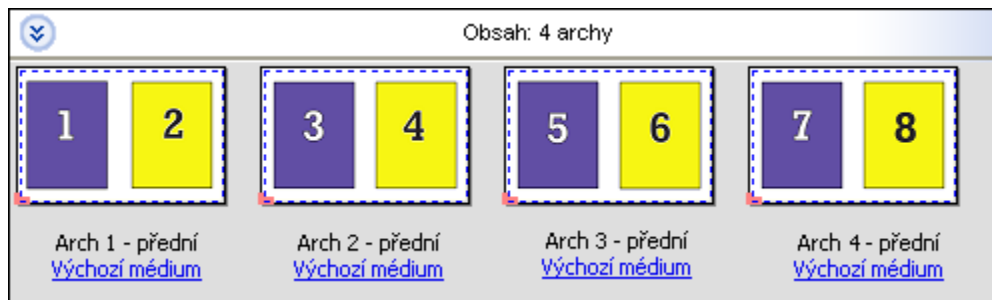 Obsah: 4 archy
1 2 3 4 5 6 7 8
Arch 1 - přední Arch 2 - přední Arch 3 - přední Arch 4 - přední
Výchozí médium Výchozí médium Výchozí médium Výchozí médium